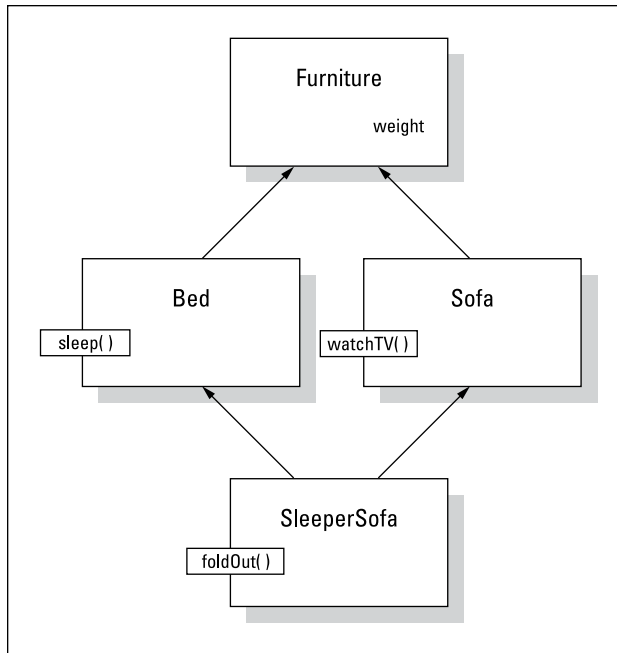 Furniture
weight
Bed
Sofa
sleep( )
watchTV( )
SleeperSofa
foldOut( )